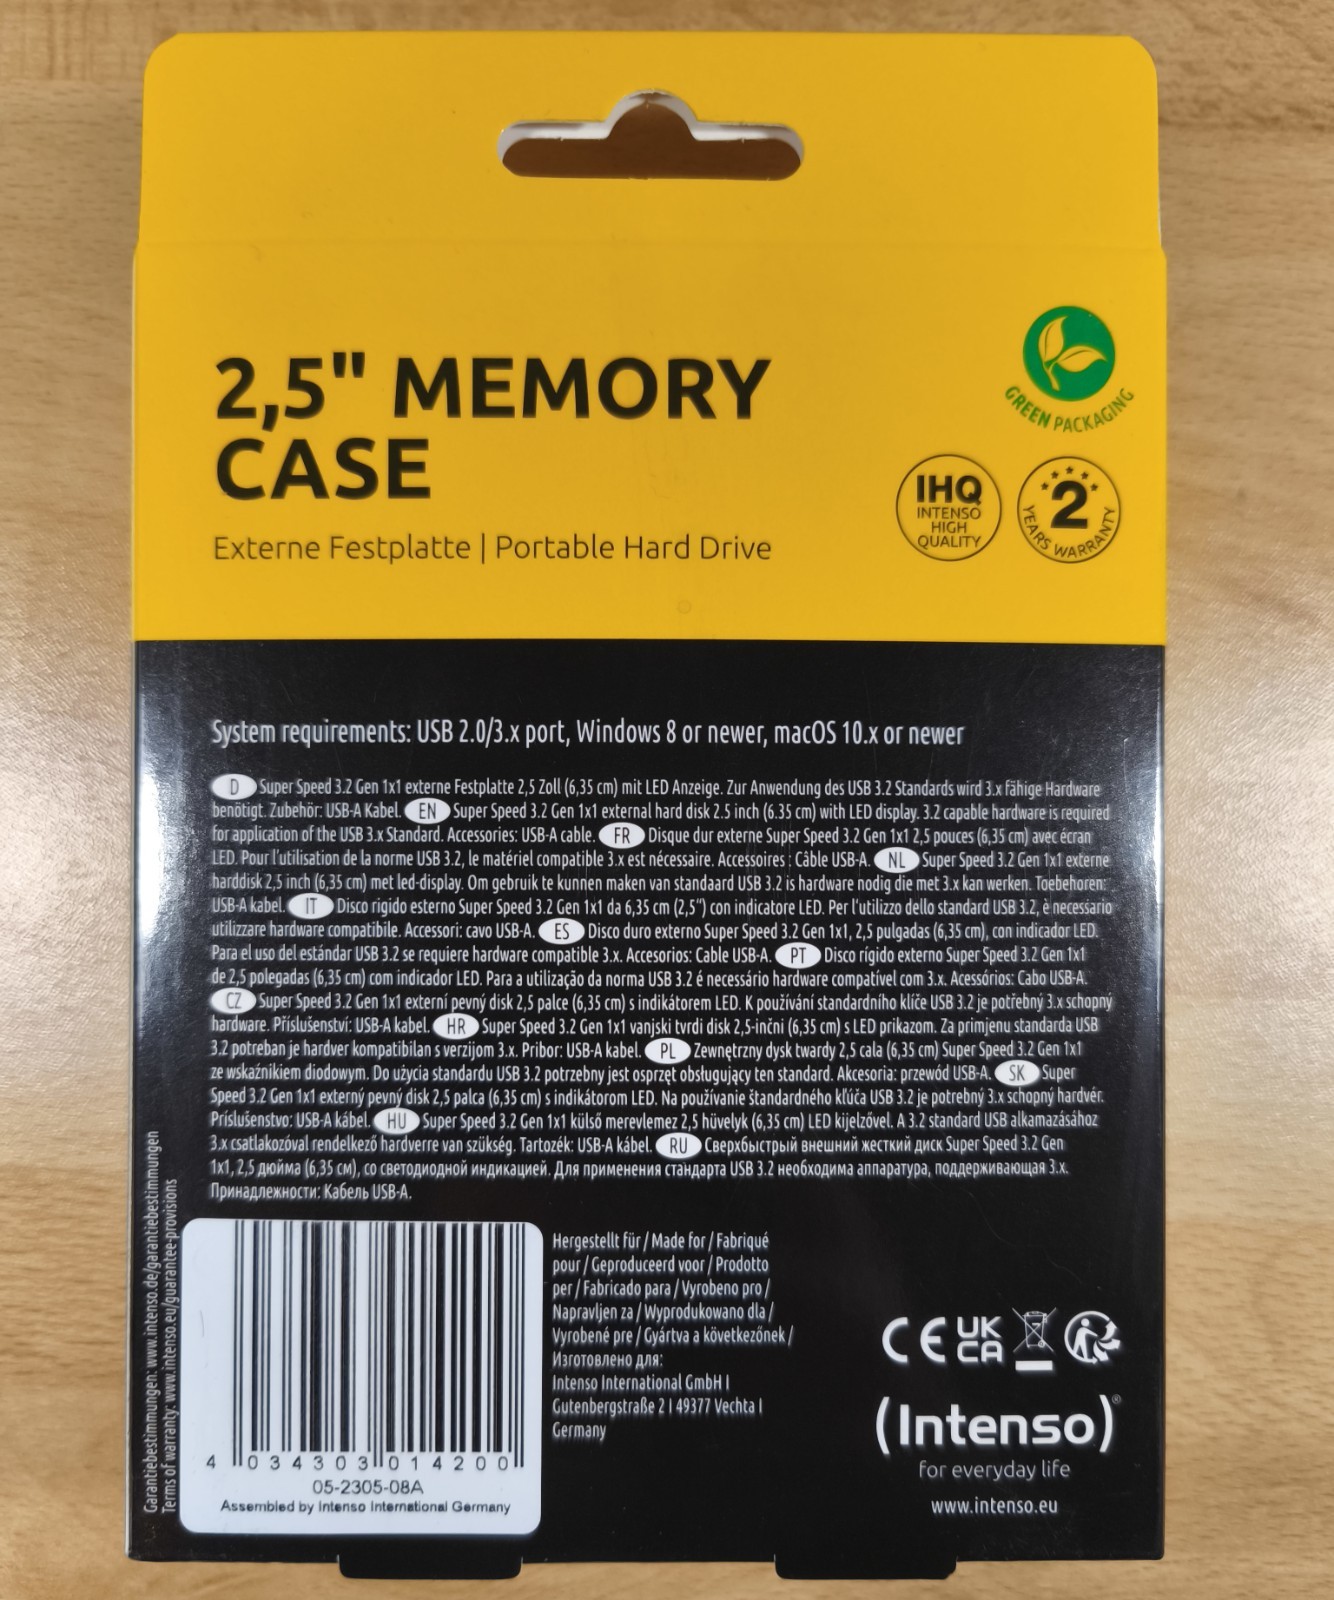 2,5" MEMORY
CASE
Externe Festplatte | Portable Hard Drive
GREEN PACKAGING
IHQ
INTENSO
HIGH
QUALITY
2
YEARS WARRANTY
System requirements: USB 2.0/3.x port, Windows 8 or newer, macOS 10.x or newer
D Super Speed 3.2 Gen 1x1 externe Festplatte 2,5 Zoll (6,35 cm) mit LED Anzeige. Zur Anwendung des USB 3.2 Standards wird 3.x fähige Hardware
benötigt. Zubehör: USB-A Kabel. EN Super Speed 3.2 Gen 1x1 external hard disk 2.5 inch (6.35 cm) with LED display. 3.2 capable hardware is required
for application of the USB 3.x Standard. Accessories: USB-A cable. FR Disque dur externe Super Speed 3.2 Gen 1x1 2,5 pouces (6,35 cm) avec écran
LED. Pour l'utilisation de la norme USB 3.2, le matériel compatible 3.x est nécessaire. Accessoires : Câble USB-A. NL Super Speed 3.2 Gen 1x1 externe
harddisk 2,5 inch (6,35 cm) met led-display. Om gebruik te kunnen maken van standaard USB 3.2 is hardware nodig die met 3.x kan werken. Toebehoren:
USB-A kabel. IT Disco rigido esterno Super Speed 3.2 Gen 1x1 da 6,35 cm (2,5“) con indicatore LED. Per l'utilizzo dello standard USB 3.2, è necessario
utilizzare hardware compatibile. Accessori: cavo USB-A. ES Disco duro externo Super Speed 3.2 Gen 1x1, 2,5 pulgadas (6,35 cm), con indicador LED.
Para el uso del estándar USB 3.2 se requiere hardware compatible 3.x. Accesorios: Cable USB-A. PT Disco rígido externo Super Speed 3.2 Gen 1x1
de 2,5 polegadas (6,35 cm) com indicador LED. Para a utilização da norma USB 3.2 é necessário hardware compatível com 3.x. Acessórios: Cabo USB-A.
CZ Super Speed 3.2 Gen 1x1 externí pevný disk 2,5 palce (6,35 cm) s indikátorem LED. K používání standardního klíče USB 3.2 je potřebný 3.x schopný
hardware. Příslušenství: USB-A kabel. HR Super Speed 3.2 Gen 1x1 vanjski tvrdi disk 2,5-inčni (6,35 cm) s LED prikazom. Za primjenu standarda USB
3.2 potreban je hardver kompatibilan s verzijom 3.x. Pribor: USB-A kabel. PL Zewnętrzny dysk twardy 2,5 cala (6,35 cm) Super Speed 3.2 Gen 1x1
ze wskaźnikiem diodowym. Do użycia standardu USB 3.2 potrzebny jest osprzęt obsługujący ten standard. Akcesoria: przewód USB-A. SK Super
Speed 3.2 Gen 1x1 externý pevný disk 2,5 palca (6,35 cm) s indikátorom LED. Na používanie štandardného kľúča USB 3.2 je potrebný 3.x schopný hardvér.
Príslušenstvo: USB-A kábel. HU Super Speed 3.2 Gen 1x1 külső merevlemez 2,5 hüvelyk (6,35 cm) LED kijelzővel. A 3.2 standard USB alkamazásához
3.x csatlakozóval rendelkező hardverre van szükség. Tartozék: USB-A kábel. RU Сверхбыстрый внешний жесткий диск Super Speed 3.2 Gen
1x1, 2,5 дюйма (6,35 см), со светодиодной индикацией. Для применения стандарта USB 3.2 необходима аппаратура, поддерживающая 3.x.
Принадлежности: Кабель USB-A.
Garantiebestimmungen: www.intenso.de/garantiebestimmungen
Terms of warranty: www.intenso.eu/guarantee-provisions
4 034303 014200
05-2305-08A
Assembled by Intenso International Germany
Hergestellt für / Made for / Fabriqué
pour / Geproduceerd voor / Prodotto
per / Fabricado para / Vyrobeno pro /
Napravljen za / Wyprodukowano dla /
Vyrobené pre / Gyártva a következőnek /
Изготовлено для:
Intenso International GmbH I
Gutenbergstraße 2 I 49377 Vechta I
Germany
CE UK
CA
(Intenso)®
for everyday life
www.intenso.eu